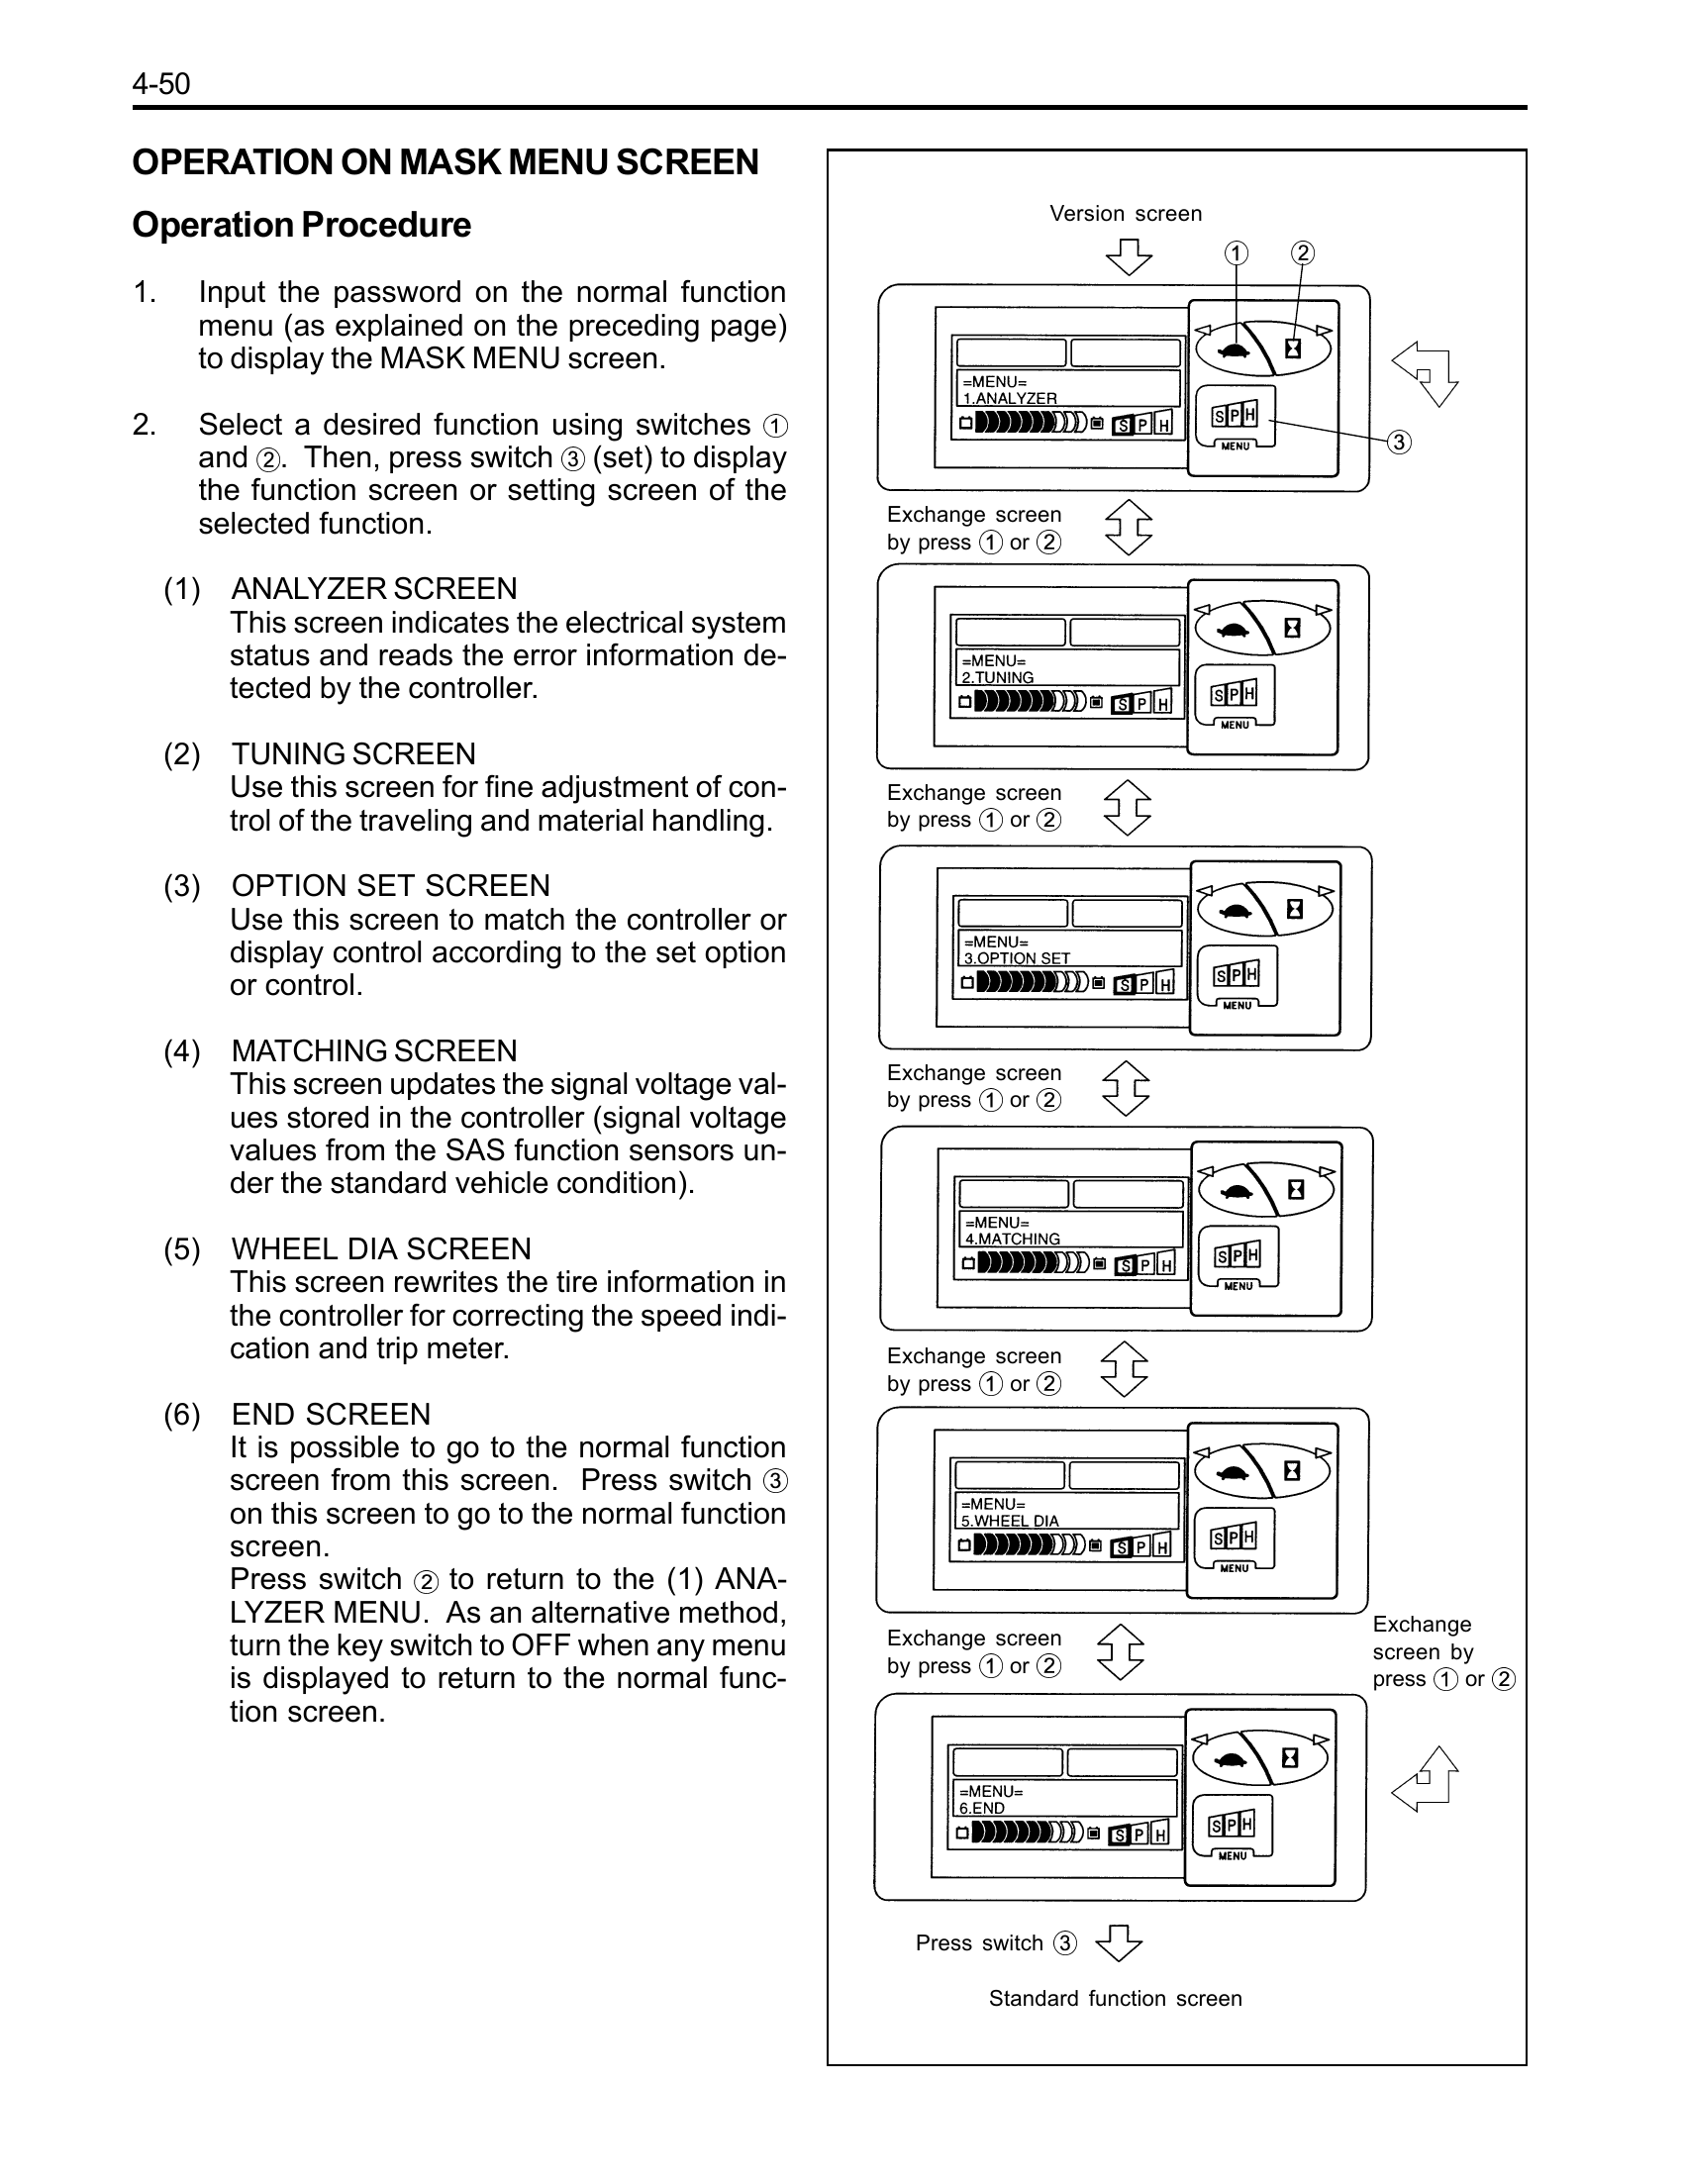 4-50
OPERATION ON MASK MENU SCREEN
Operation Procedure
1. Input the password on the normal function
menu (as explained on the preceding page)
to display the MASK MENU screen.
2. Select a desired function using switches ①
and ②. Then, press switch ③ (set) to display
the function screen or setting screen of the
selected function.
(1) ANALYZER SCREEN
This screen indicates the electrical system
status and reads the error information de-
tected by the controller.
(2) TUNING SCREEN
Use this screen for fine adjustment of con-
trol of the traveling and material handling.
(3) OPTION SET SCREEN
Use this screen to match the controller or
display control according to the set option
or control.
(4) MATCHING SCREEN
This screen updates the signal voltage val-
ues stored in the controller (signal voltage
values from the SAS function sensors un-
der the standard vehicle condition).
(5) WHEEL DIA SCREEN
This screen rewrites the tire information in
the controller for correcting the speed indi-
cation and trip meter.
(6) END SCREEN
It is possible to go to the normal function
screen from this screen. Press switch ③
on this screen to go to the normal function
screen.
Press switch ② to return to the (1) ANA-
LYZER MENU. As an alternative method,
turn the key switch to OFF when any menu
is displayed to return to the normal func-
tion screen.
Version screen
① ②
=MENU=
1.ANALYZER
S P H
S P H
MENU
③
Exchange screen
by press ① or ②
=MENU=
2.TUNING
S P H
S P H
MENU
Exchange screen
by press ① or ②
=MENU=
3.OPTION SET
S P H
S P H
MENU
Exchange screen
by press ① or ②
=MENU=
4.MATCHING
S P H
S P H
MENU
Exchange screen
by press ① or ②
=MENU=
5.WHEEL DIA
S P H
S P H
MENU
Exchange screen
by press ① or ②
Exchange
screen by
press ① or ②
=MENU=
6.END
S P H
S P H
MENU
Press switch ③
Standard function screen